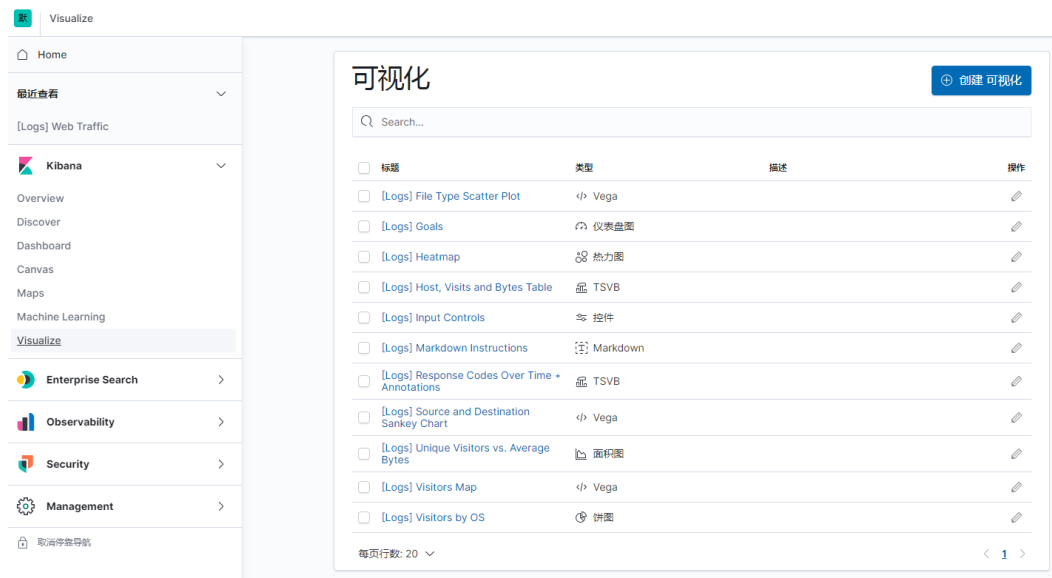 默 Visualize
Home
最近查看
[Logs] Web Traffic
Kibana
Overview
Discover
Dashboard
Canvas
Maps
Machine Learning
Visualize
Enterprise Search
Observability
Security
Management
取消停靠导航
可视化
创建 可视化
Search...
标题 类型 描述 操作
[Logs] File Type Scatter Plot Vega
[Logs] Goals 仪表盘图
[Logs] Heatmap 热力图
[Logs] Host, Visits and Bytes Table TSVB
[Logs] Input Controls 控件
[Logs] Markdown Instructions Markdown
[Logs] Response Codes Over Time +
Annotations TSVB
[Logs] Source and Destination
Sankey Chart Vega
[Logs] Unique Visitors vs. Average
Bytes 面积图
[Logs] Visitors Map Vega
[Logs] Visitors by OS 饼图
每页行数: 20
1